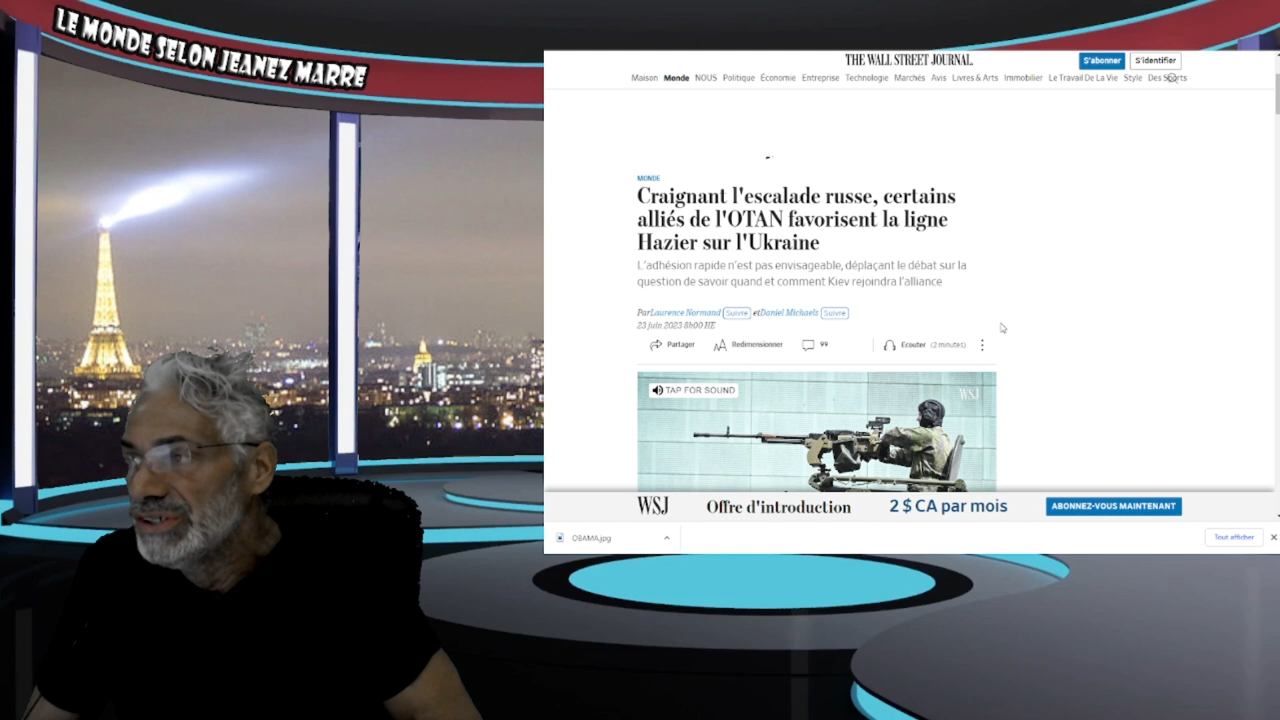 LE MONDE SELON JEANEZ MARRE
THE WALL STREET JOURNAL.
S'abonner
S'identifier
Maison Monde NOUS Politique Économie Entreprise Technologie Marchés Avis Livres & Arts Immobilier Le Travail De La Vie Style Des Sports
MONDE
Craignant l'escalade russe, certains
alliés de l'OTAN favorisent la ligne
Hazier sur l'Ukraine
L'adhésion rapide n'est pas envisageable, déplaçant le débat sur la
question de savoir quand et comment Kiev rejoindra l'alliance
Par Laurence Normand Suivre et Daniel Michaels Suivre
23 juin 2023 8h00 HE
Partager
Redimensionner
99
Écouter (2 minutes)
TAP FOR SOUND
WSJ
WSJ
Offre d'introduction
2 $ CA par mois
ABONNEZ-VOUS MAINTENANT
OBAMA.jpg
Tout afficher